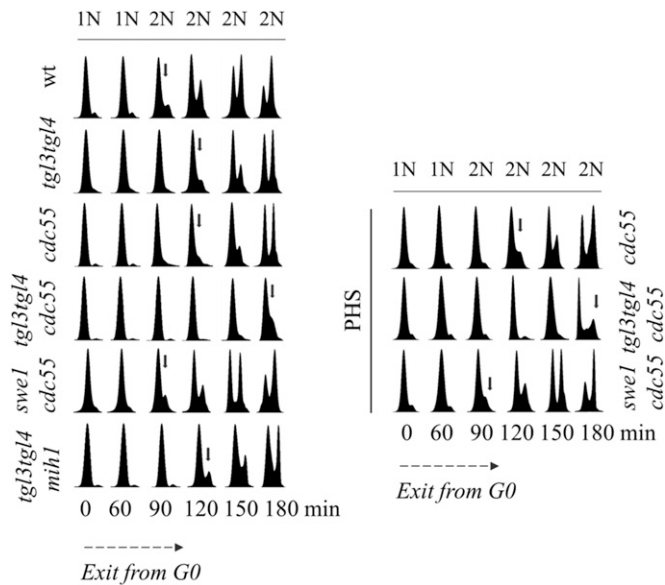 1N 1N 2N 2N 2N 2N
wt
tgl3tgl4
cdc55
tgl3tgl4
cdc55
swe1
cdc55
tgl3tgl4
mih1
0 60 90 120 150 180 min
Exit from G0
1N 1N 2N 2N 2N 2N
PHS
cdc55
tgl3tgl4
cdc55
swe1
cdc55
0 60 90 120 150 180 min
Exit from G0